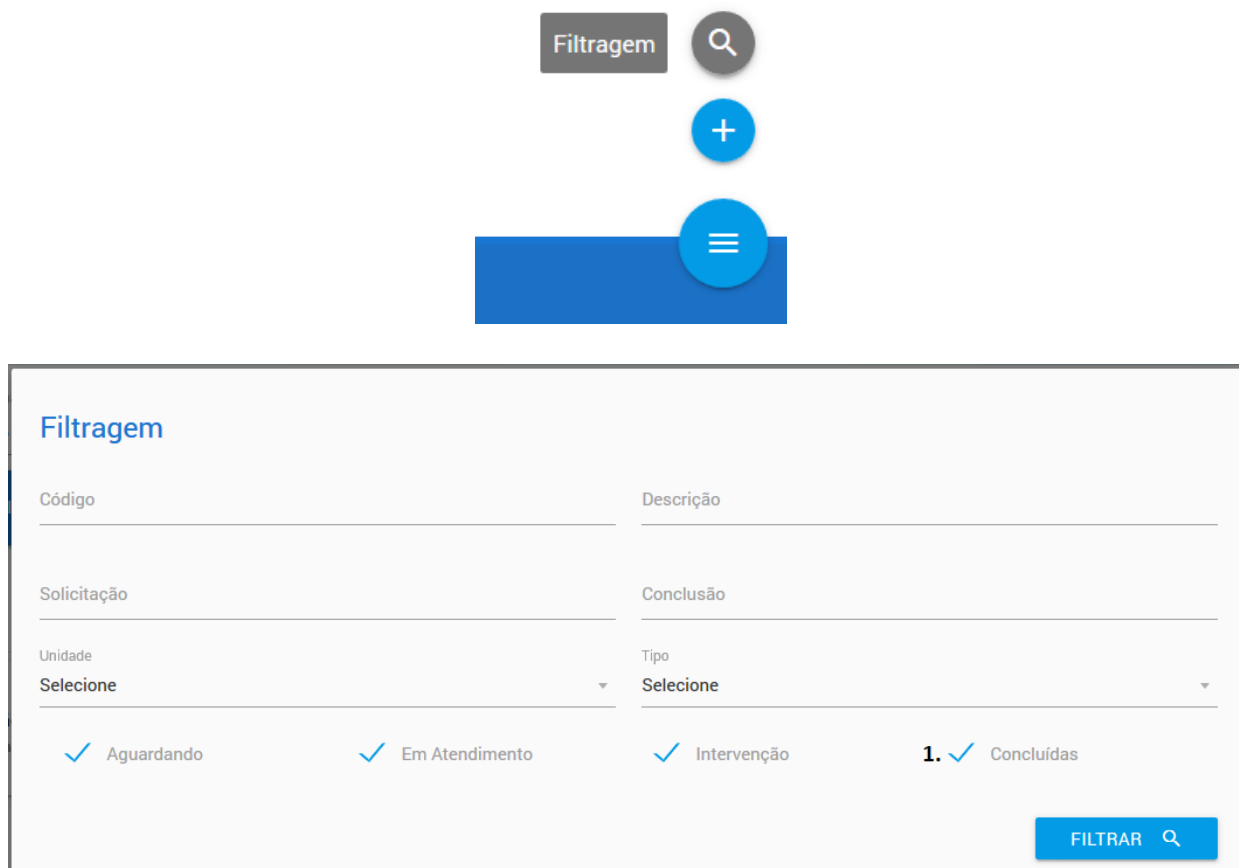 Filtragem
Filtragem
Código Descrição
Solicitação Conclusão
Unidade Tipo
Selecione Selecione
Aguardando Em Atendimento Intervenção 1. Concluídas
FILTRAR